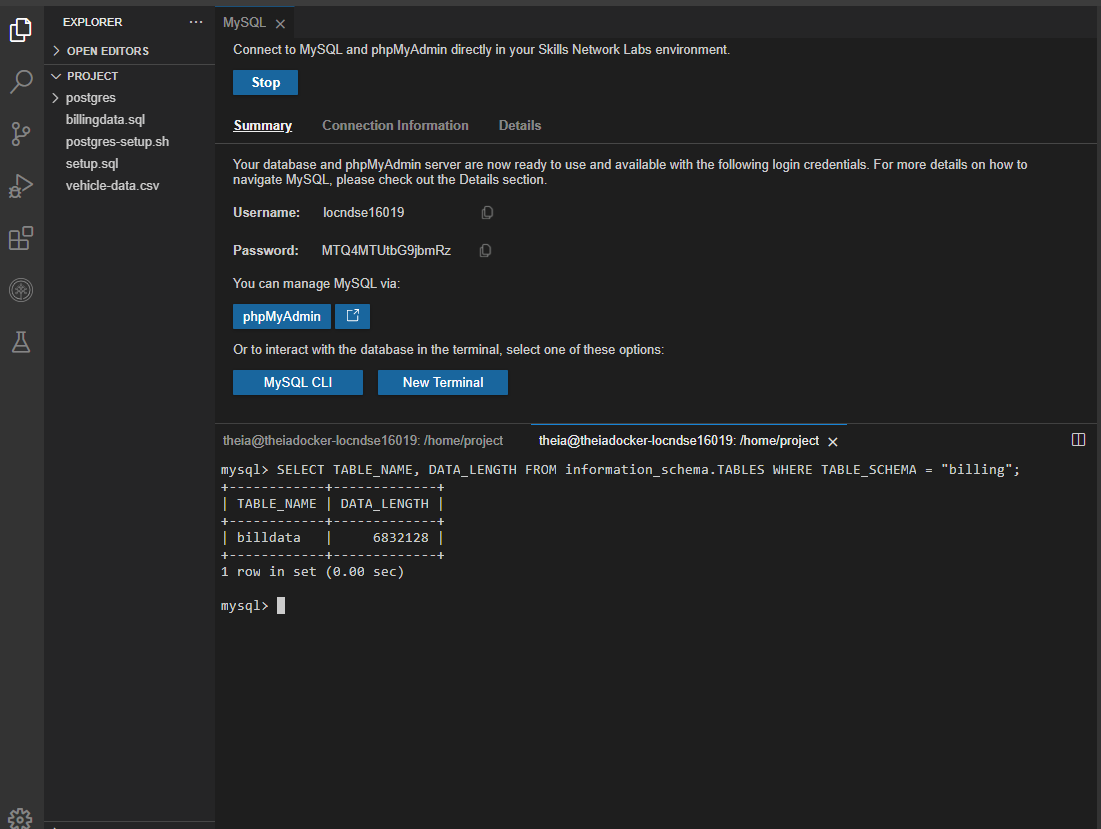 EXPLORER
OPEN EDITORS
PROJECT
postgres
billingdata.sql
postgres-setup.sh
setup.sql
vehicle-data.csv
MySQL
Connect to MySQL and phpMyAdmin directly in your Skills Network Labs environment.
Stop
Summary Connection Information Details
Your database and phpMyAdmin server are now ready to use and available with the following login credentials. For more details on how to
navigate MySQL, please check out the Details section.
Username: locndse16019
Password: MTQ4MTUtbG9jbmRz
You can manage MySQL via:
phpMyAdmin
Or to interact with the database in the terminal, select one of these options:
MySQL CLI New Terminal
theia@theiadocker-locndse16019: /home/project theia@theiadocker-locndse16019: /home/project
mysql> SELECT TABLE_NAME, DATA_LENGTH FROM information_schema.TABLES WHERE TABLE_SCHEMA = "billing";
+------------+-------------+
| TABLE_NAME | DATA_LENGTH |
+------------+-------------+
| billdata   |     6832128 |
+------------+-------------+
1 row in set (0.00 sec)
mysql>